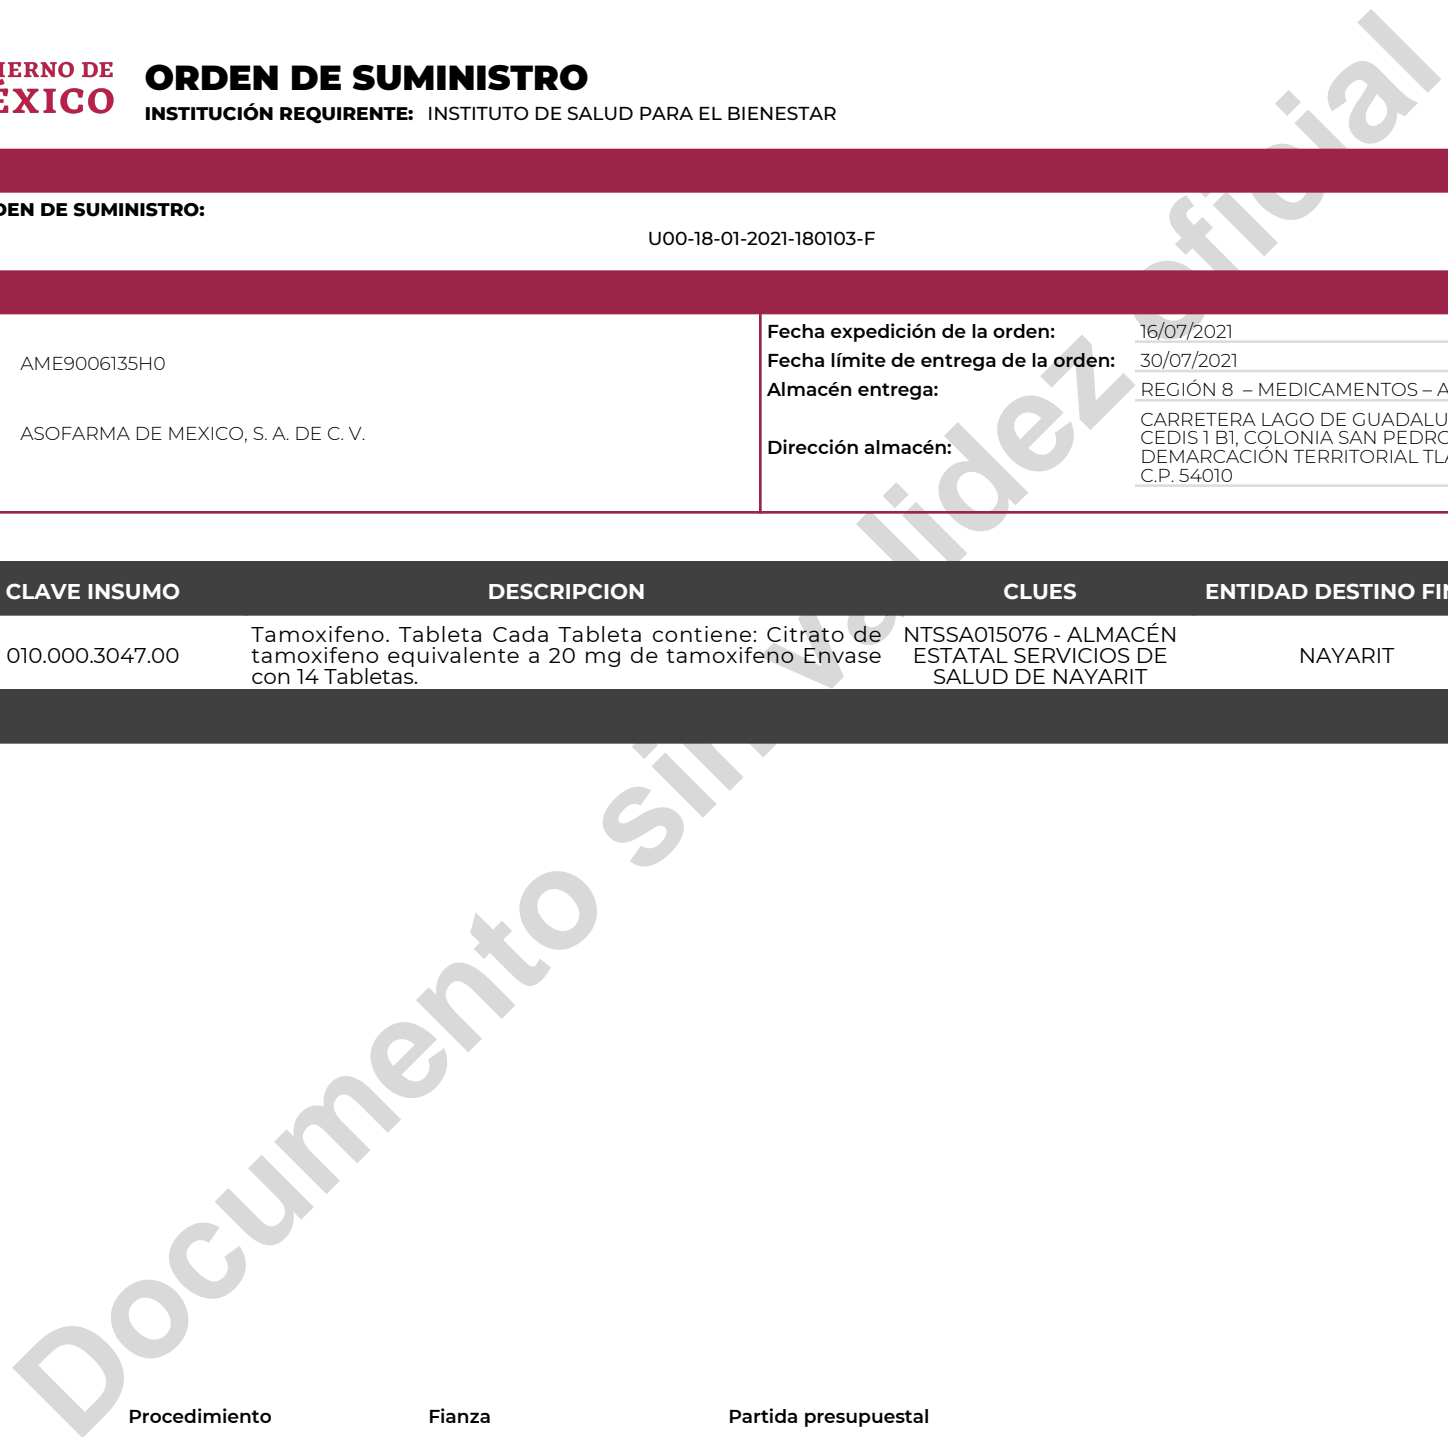 IERNO DE
ÉXICO
ORDEN DE SUMINISTRO
INSTITUCIÓN REQUIRENTE: INSTITUTO DE SALUD PARA EL BIENESTAR
DEN DE SUMINISTRO:
U00-18-01-2021-180103-F
AME9006135H0
ASOFARMA DE MEXICO, S. A. DE C. V.
Fecha expedición de la orden: 16/07/2021
Fecha límite de entrega de la orden: 30/07/2021
Almacén entrega: REGIÓN 8 – MEDICAMENTOS – A
Dirección almacén: CARRETERA LAGO DE GUADALU
CEDIS 1 B1, COLONIA SAN PEDRO
DEMARCACIÓN TERRITORIAL TLA
C.P. 54010
CLAVE INSUMO DESCRIPCION CLUES ENTIDAD DESTINO FIN
010.000.3047.00
Tamoxifeno. Tableta Cada Tableta contiene: Citrato de
tamoxifeno equivalente a 20 mg de tamoxifeno Envase
con 14 Tabletas.
NTSSA015076 - ALMACÉN
ESTATAL SERVICIOS DE
SALUD DE NAYARIT
NAYARIT
Documento sin validez oficial
Procedimiento Fianza Partida presupuestal